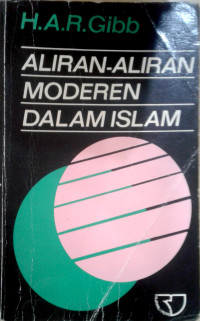 H.A.R.Gibb
ALIRAN-ALIRAN
MODEREN
DALAM ISLAM